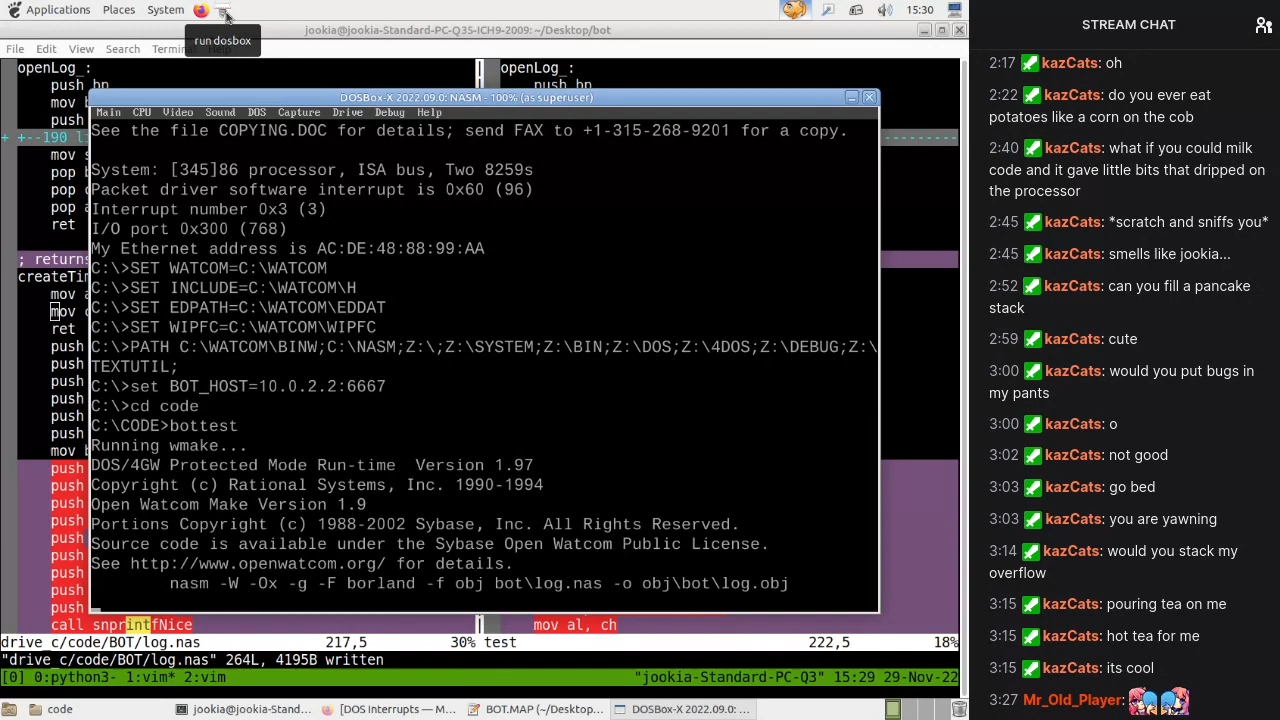 Applications Places System
15:30
run dosbox
jookia@jookia-Standard-PC-Q35-ICH9-2009: ~/Desktop/bot
File Edit View Search Terminal Help
openLog_:
push bp
openLog_:
push bp
mov b
push
+ +--190 l
mov s
pop b
pop
pop a
ret
; returns
createTim
mov a
mov
ret
push
push
push
push
push
push
mov b
push
push
push
push
push
push
push
push
push
call snprintfNice
mov al, ch
DOSBox-X 2022.09.0: NASM - 100% (as superuser)
Main CPU Video Sound DOS Capture Drive Debug Help
See the file COPYING.DOC for details; send FAX to +1-315-268-9201 for a copy.
System: [345]86 processor, ISA bus, Two 8259s
Packet driver software interrupt is 0x60 (96)
Interrupt number 0x3 (3)
I/O port 0x300 (768)
My Ethernet address is AC:DE:48:88:99:AA
C:\>SET WATCOM=C:\WATCOM
C:\>SET INCLUDE=C:\WATCOM\H
C:\>SET EDPATH=C:\WATCOM\EDDAT
C:\>SET WIPFC=C:\WATCOM\WIPFC
C:\>PATH C:\WATCOM\BINW;C:\NASM;Z:\;Z:\SYSTEM;Z:\BIN;Z:\DOS;Z:\4DOS;Z:\DEBUG;Z:\
TEXTUTIL;
C:\>set BOT_HOST=10.0.2.2:6667
C:\>cd code
C:\CODE>bottest
Running wmake...
DOS/4GW Protected Mode Run-time Version 1.97
Copyright (c) Rational Systems, Inc. 1990-1994
Open Watcom Make Version 1.9
Portions Copyright (c) 1988-2002 Sybase, Inc. All Rights Reserved.
Source code is available under the Sybase Open Watcom Public License.
See http://www.openwatcom.org/ for details.
nasm -W -Ox -g -F borland -f obj bot\log.nas -o obj\bot\log.obj
drive_c/code/BOT/log.nas 217,5 30% test 222,5 18%
"drive_c/code/BOT/log.nas" 264L, 4195B written
[0] 0:python3- 1:vim* 2:vim "jookia-Standard-PC-Q3" 15:29 29-Nov-22
code jookia@jookia-Stand... [DOS Interrupts — M... BOT.MAP (~/Desktop/... DOSBox-X 2022.09.0: ...
STREAM CHAT
2:17 kazCats: oh
2:22 kazCats: do you ever eat
potatoes like a corn on the cob
2:40 kazCats: what if you could milk
code and it gave little bits that dripped on
the processor
2:45 kazCats: *scratch and sniffs you*
2:45 kazCats: smells like jookia...
2:52 kazCats: can you fill a pancake
stack
2:59 kazCats: cute
3:00 kazCats: would you put bugs in
my pants
3:00 kazCats: o
3:02 kazCats: not good
3:03 kazCats: go bed
3:03 kazCats: you are yawning
3:14 kazCats: would you stack my
overflow
3:15 kazCats: pouring tea on me
3:15 kazCats: hot tea for me
3:15 kazCats: its cool
3:27 Mr_Old_Player: